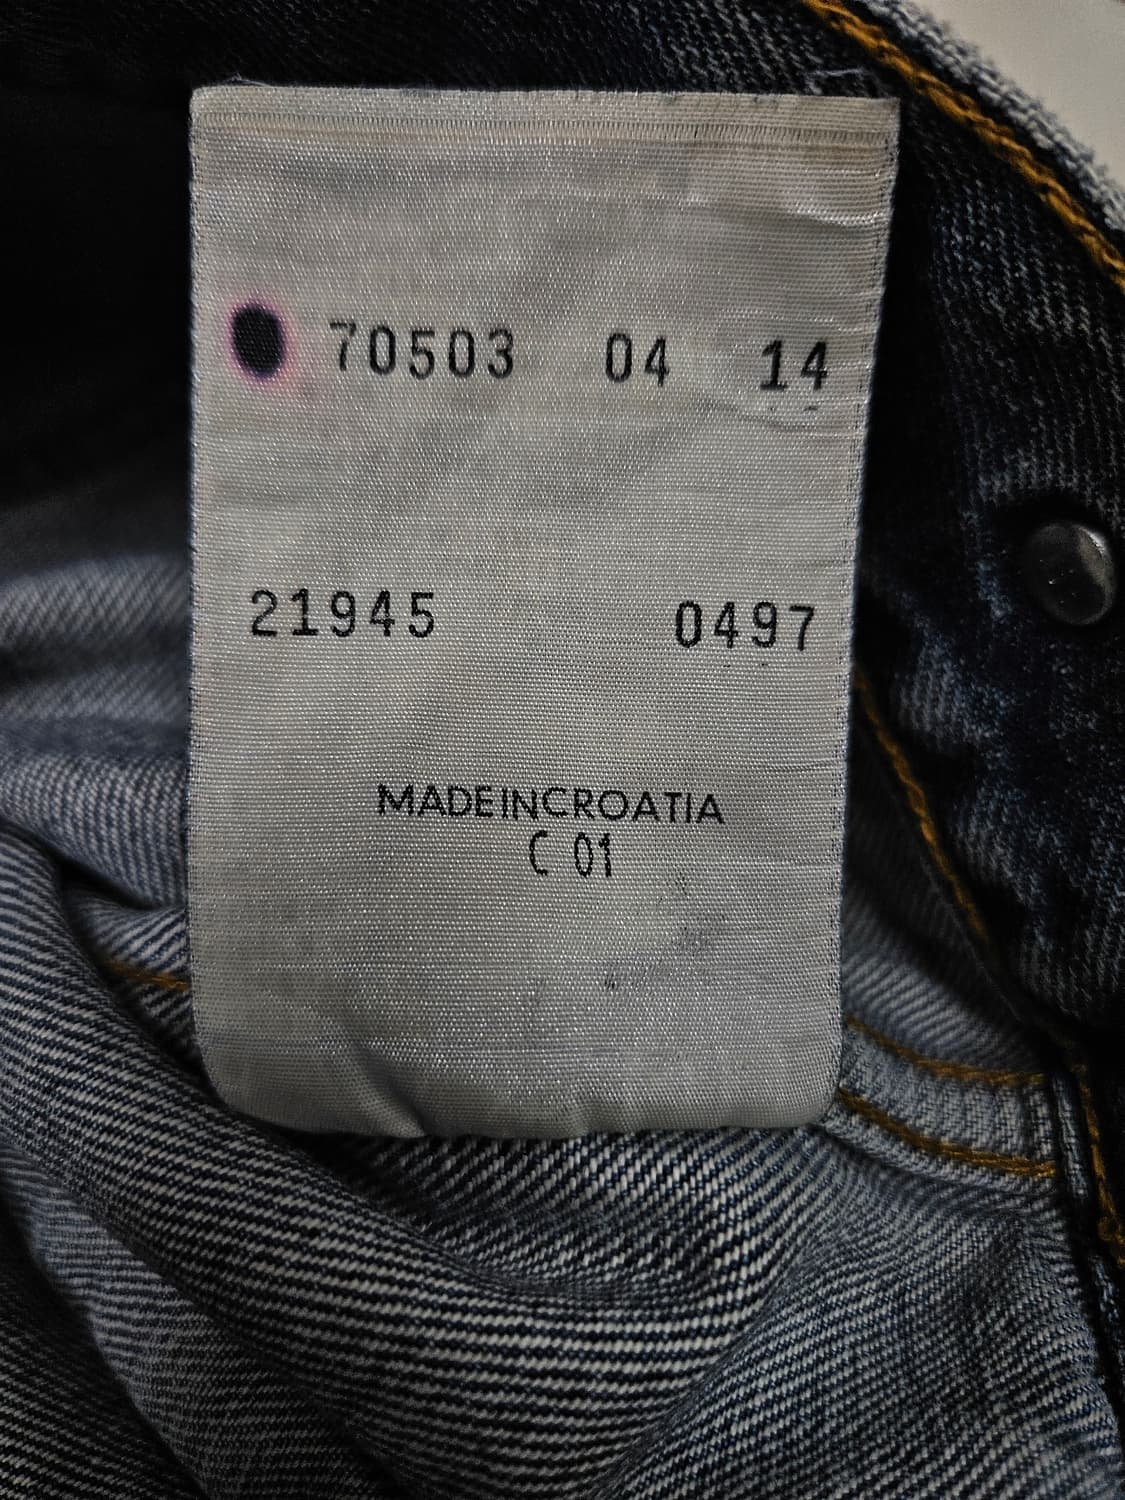 70503 04 14
21945 0497
MADEINCROATIA
C 01